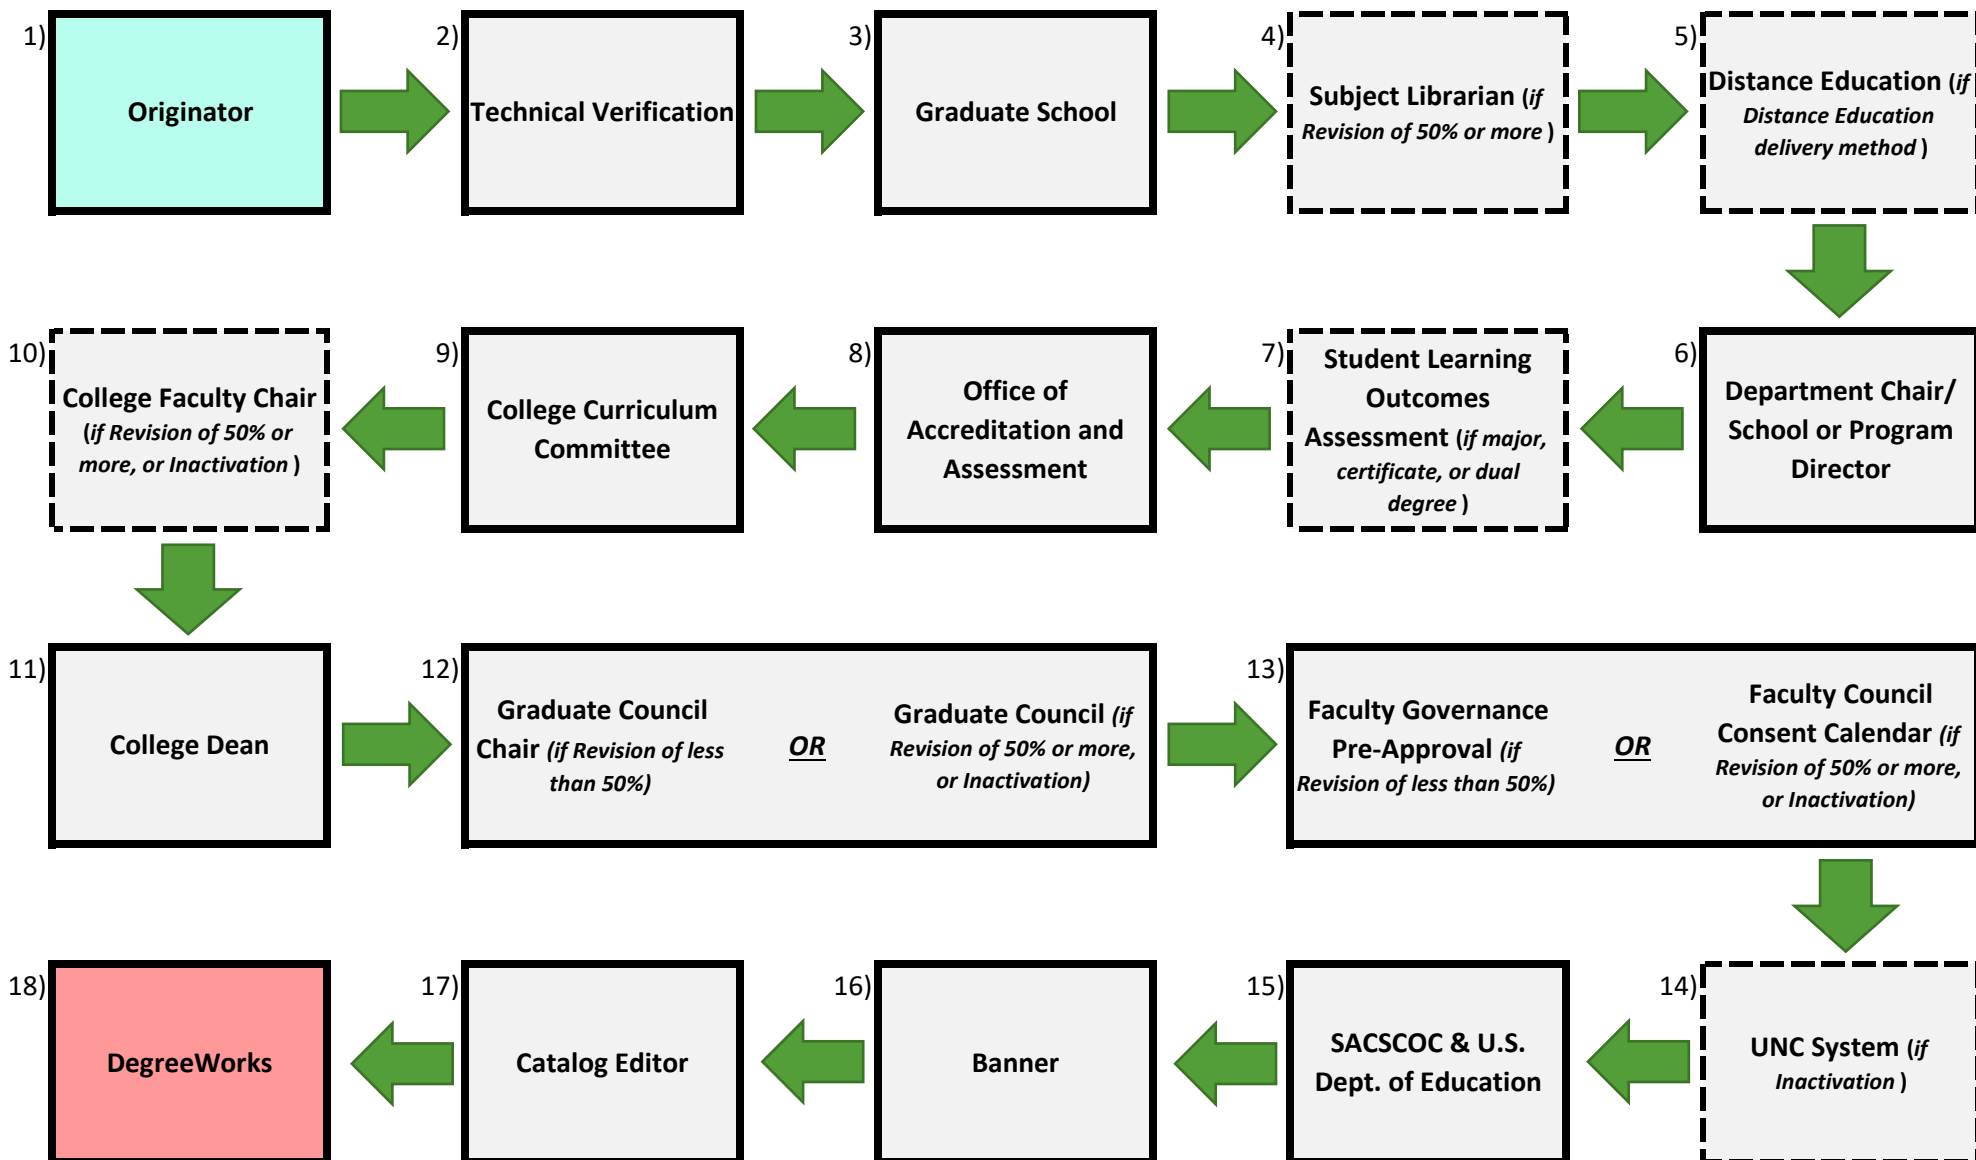 1)
Originator
2)
Technical Verification
3)
Graduate School
4)
Subject Librarian (if
Revision of 50% or more )
5)
Distance Education (if
Distance Education
delivery method )
6)
Department Chair/
School or Program
Director
7)
Student Learning
Outcomes
Assessment (if major,
certificate, or dual
degree )
8)
Office of
Accreditation and
Assessment
9)
College Curriculum
Committee
10)
College Faculty Chair
(if Revision of 50% or
more, or Inactivation )
11)
College Dean
12)
Graduate Council
Chair (if Revision of less
than 50%)
OR
Graduate Council (if
Revision of 50% or more,
or Inactivation)
13)
Faculty Governance
Pre-Approval (if
Revision of less than 50%)
OR
Faculty Council
Consent Calendar (if
Revision of 50% or more,
or Inactivation)
14)
UNC System (if
Inactivation )
15)
SACSCOC & U.S.
Dept. of Education
16)
Banner
17)
Catalog Editor
18)
DegreeWorks